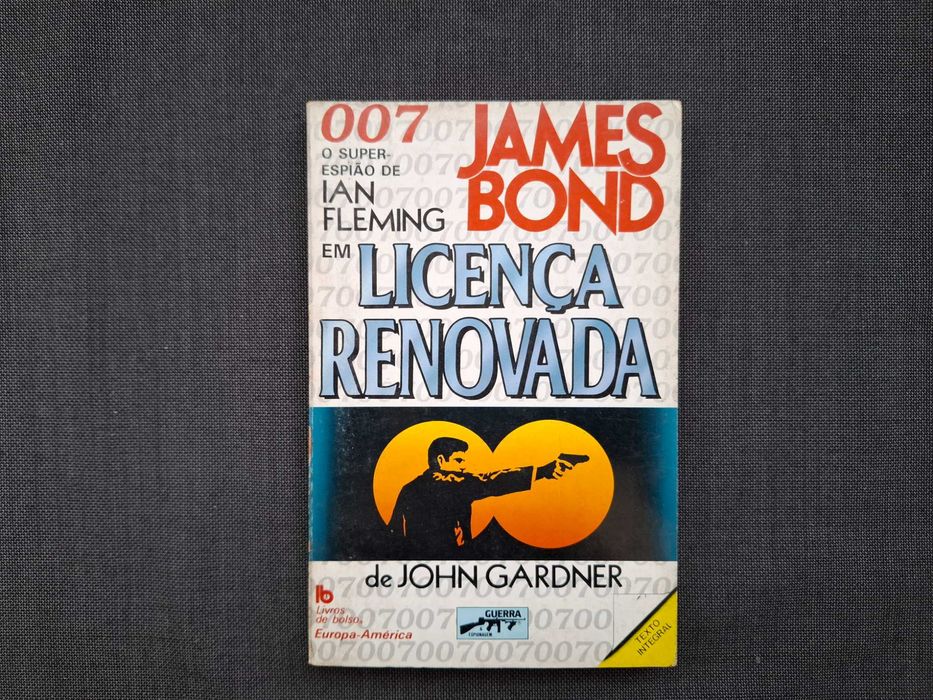 007
O SUPER-
ESPIÃO DE
IAN
FLEMING
JAMES
BOND
EM LICENÇA
RENOVADA
de JOHN GARDNER
lb
Livros
de bolso
Europa-América
GUERRA
ESPIONAGEM
TEXTO
INTEGRAL